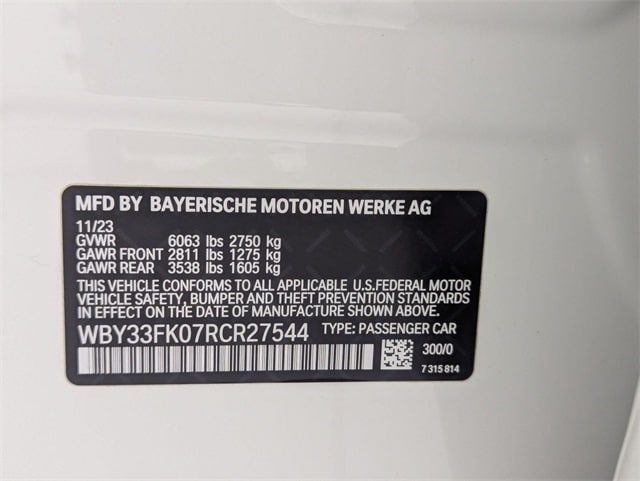 MFD BY BAYERISCHE MOTOREN WERKE AG
11/23
GVWR 6063 lbs 2750 kg
GAWR FRONT 2811 lbs 1275 kg
GAWR REAR 3538 lbs 1605 kg
THIS VEHICLE CONFORMS TO ALL APPLICABLE U.S.FEDERAL MOTOR
VEHICLE SAFETY, BUMPER AND THEFT PREVENTION STANDARDS
IN EFFECT ON THE DATE OF MANUFACTURE SHOWN ABOVE.
WBY33FK07RCR27544 TYPE: PASSENGER CAR
300/0
7 315 814